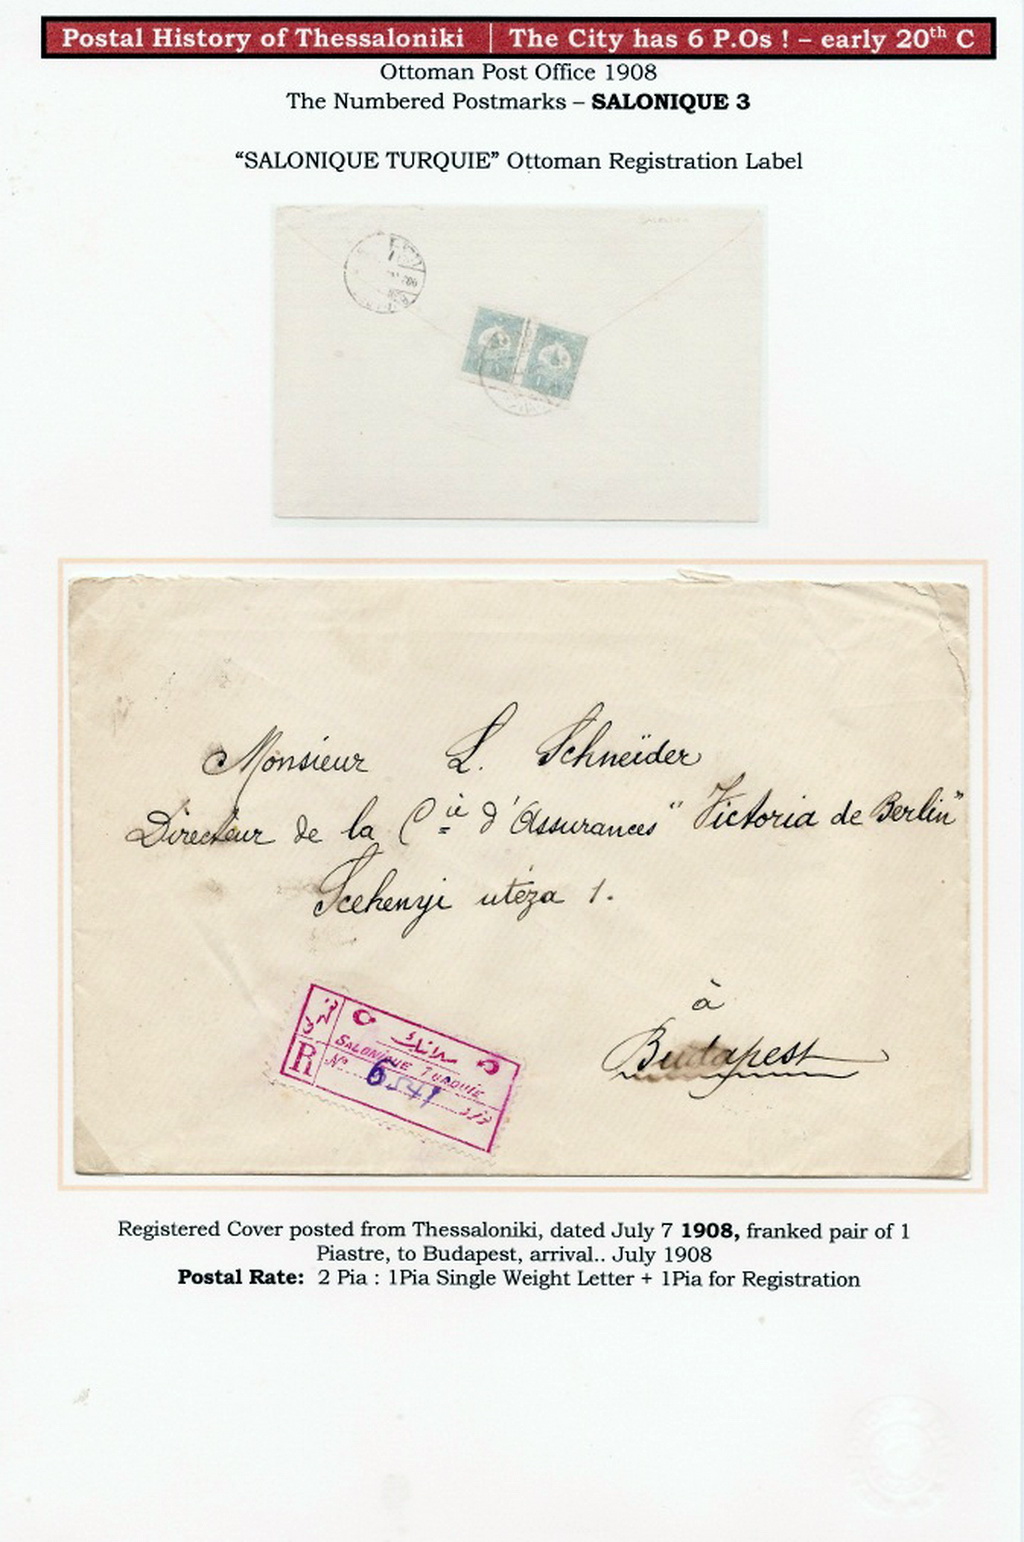 Postal History of Thessaloniki | The City has 6 P.Os ! – early 20th C
Ottoman Post Office 1908
The Numbered Postmarks – SALONIQUE 3
“SALONIQUE TURQUIE” Ottoman Registration Label
Monsieur L. Schneïder
Directeur de la Cie d'Assurances "Victoria de Berlin"
Scehenyi utéza 1.
à
Budapest
سلانيك
SALONIQUE TURQUIE
R No 6541
Registered Cover posted from Thessaloniki, dated July 7 1908, franked pair of 1
Piastre, to Budapest, arrival.. July 1908
Postal Rate: 2 Pia : 1Pia Single Weight Letter + 1Pia for Registration